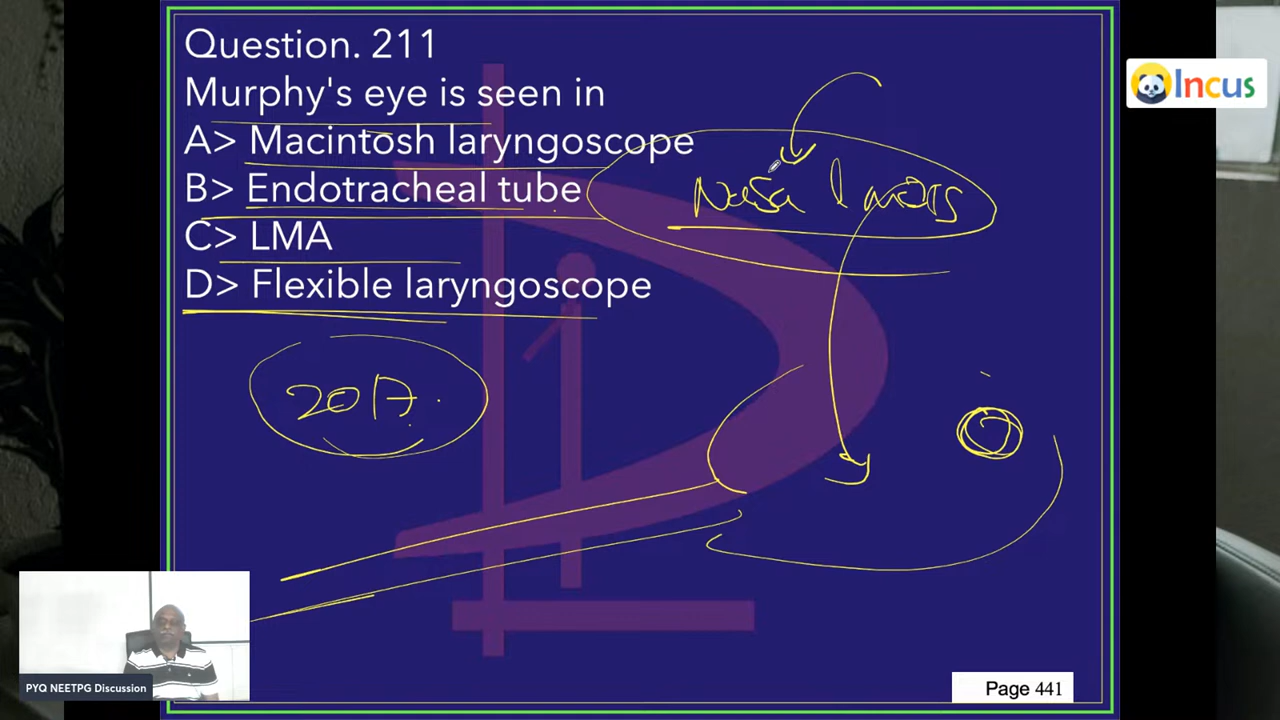 Question. 211
Murphy's eye is seen in
A> Macintosh laryngoscope
B> Endotracheal tube
C> LMA
D> Flexible laryngoscope
2017
Incus
PYQ NEETPG Discussion
Page 441